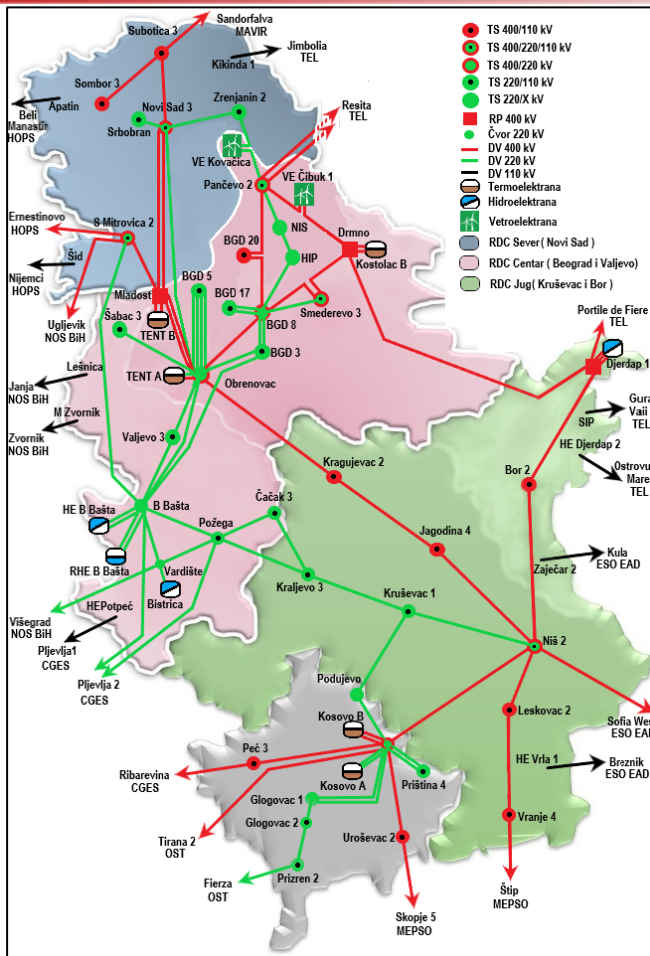 Sandorfalva
MAVIR
Subotica 3
Jimbolia
TEL
Kikinda 1
Sombor 3
Apatin
Beli
Manastir
HOPS
Novi Sad 3
Srbobran
Zrenjanin 2
Resita
TEL
VE Kovačica
Pančevo 2
VE Čibuk 1
Ernestinovo
HOPS
S Mitrovica 2
NIS
BGD 20
Drmno
HIP
Kostolac B
Šid
Nijemci
HOPS
BGD 5
Mladost
BGD 17
Smederevo 3
BGD 8
TENT B
Šabac 3
Ugljevik
NOS BiH
BGD 3
Portile de Fiere
TEL
Djerdap 1
Lešnica
TENT A
Obrenovac
Janja
NOS BiH
M Zvornik
Zvornik
NOS BiH
Gura
Vaii
TEL
SIP
HE Djerdap 2
Ostrovu
Mare
TEL
Valjevo 3
Kragujevac 2
Bor 2
HE B Bašta
B Bašta
Čačak 3
Požega
RHE B Bašta
Vardište
Jagodina 4
Kula
ESO EAD
Zaječar 2
Bistrica
HEPotpeć
Kraljevo 3
Kruševac 1
Višegrad
NOS BiH
Pljevlja1
CGES
Pljevlja 2
CGES
Niš 2
Podujevo
Kosovo B
Leskovac 2
Sofia Wes
ESO EAD
Peć 3
Ribarevina
CGES
Kosovo A
Priština 4
HE Vrla 1
Breznik
ESO EAD
Glogovac 1
Glogovac 2
Tirana 2
OST
Uroševac 2
Vranje 4
Prizren 2
Fierza
OST
Skopje 5
MEPSO
Štip
MEPSO
TS 400/110 kV
TS 400/220/110 kV
TS 400/220 kV
TS 220/110 kV
TS 220/X kV
RP 400 kV
Čvor 220 kV
DV 400 kV
DV 220 kV
DV 110 kV
Termoelektrana
Hidroelektrana
Vetroelektrana
RDC Sever ( Novi Sad )
RDC Centar (Beograd i Valjevo)
RDC Jug( Kruševac i Bor )